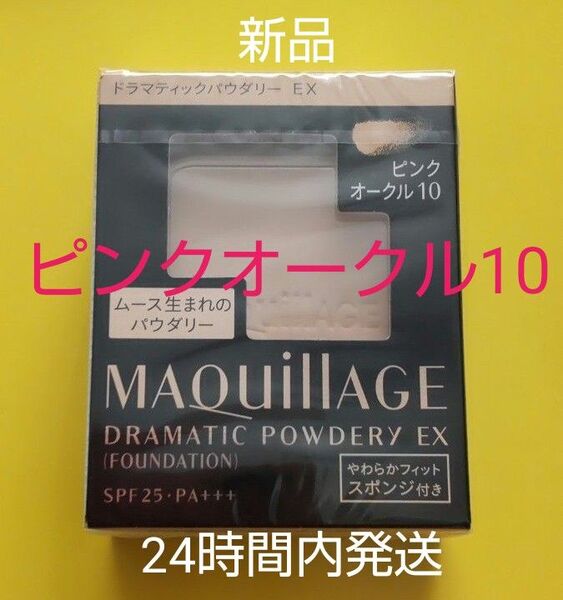 新品
ドラマティックパウダリー EX
ピンク
オークル10
ピンクオークル10
ムース生まれの
パウダリー
MAQuillAGE
DRAMATIC POWDERY EX
(FOUNDATION)
やわらかフィット
スポンジ付き
SPF25・PA+++
24時間内発送